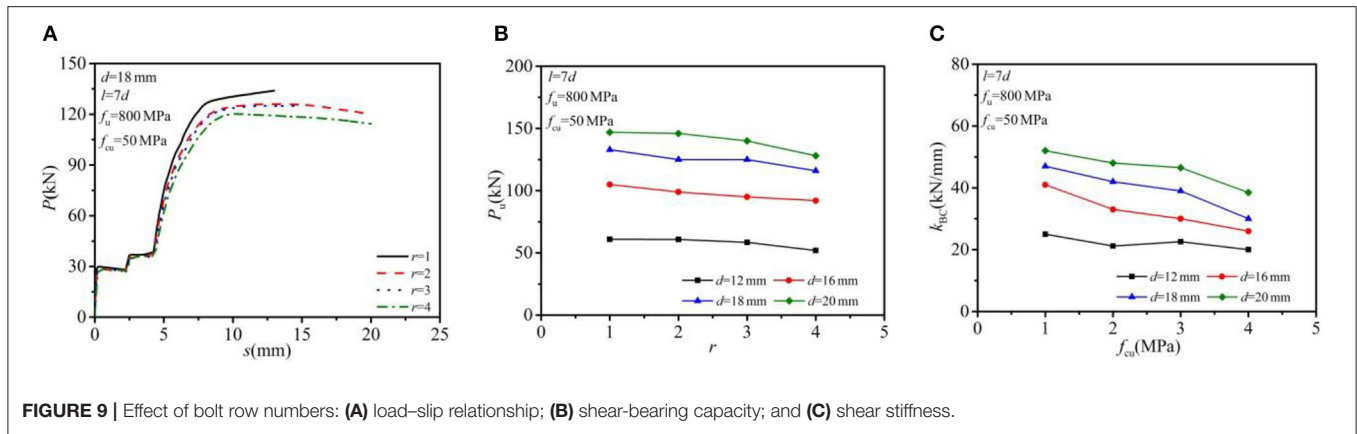 A
B
C
150
120
90
60
30
0
P(kN)
d=18 mm
l=7d
fu=800 MPa
fcu=50 MPa
r=1
r=2
r=3
r=4
0 5 10 15 20 25
s(mm)
200
150
100
50
0
Pu(kN)
l=7d
fu=800 MPa
fcu=50 MPa
d=12 mm d=16 mm
d=18 mm d=20 mm
0 1 2 3 4 5
r
80
60
40
20
0
kBC(kN/mm)
l=7d
fu=800 MPa
fcu=50 MPa
d=12 mm d=16 mm
d=18 mm d=20 mm
0 1 2 3 4 5
fcu(MPa)
FIGURE 9 | Effect of bolt row numbers: (A) load–slip relationship; (B) shear-bearing capacity; and (C) shear stiffness.